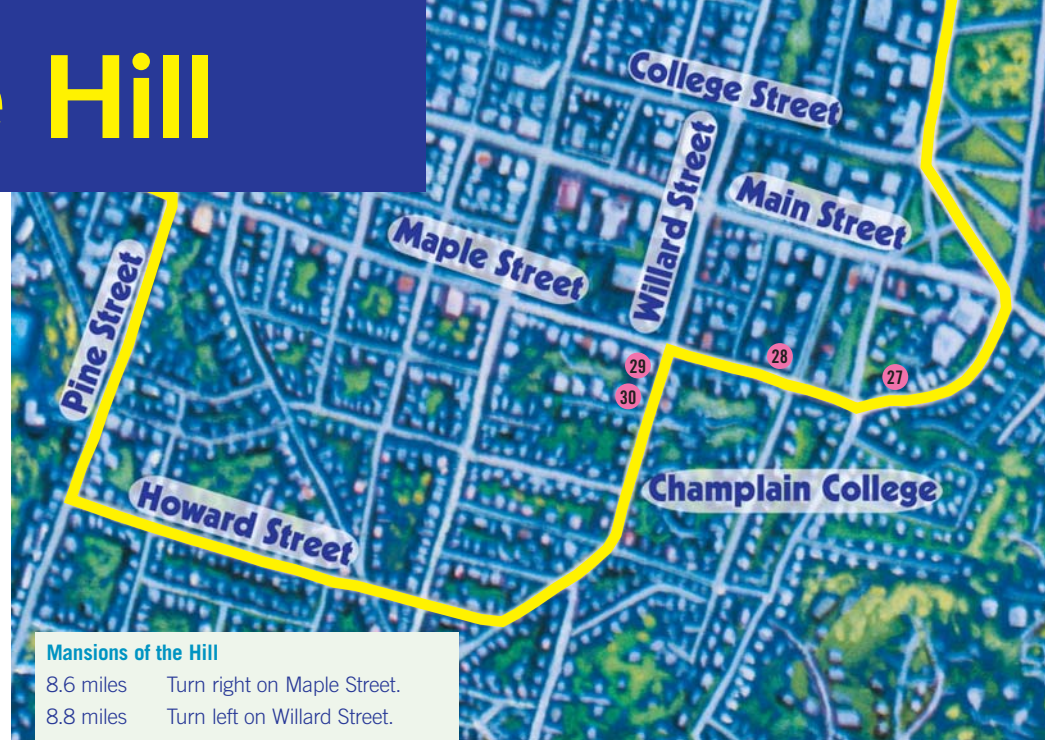 e Hill
College Street
Willard Street
Main Street
Maple Street
Pine Street
29
28
27
30
Champlain College
Howard Street
Mansions of the Hill
8.6 miles Turn right on Maple Street.
8.8 miles Turn left on Willard Street.